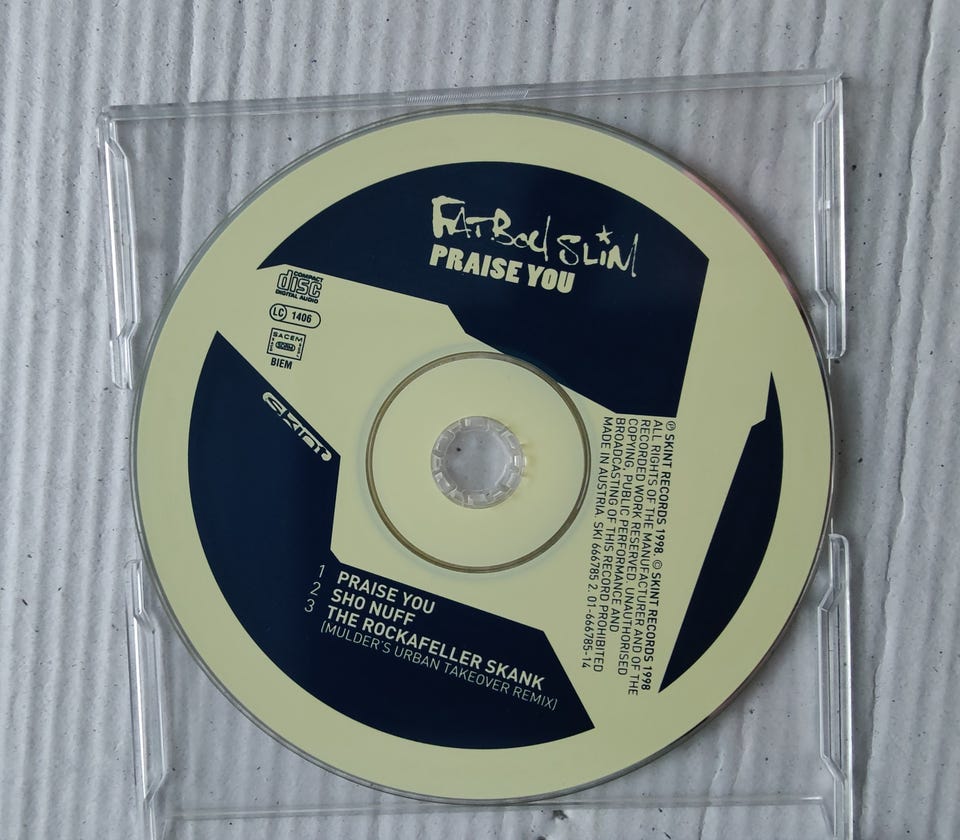 FATBOY SLIM
PRAISE YOU
COMPACT
disc
DIGITAL AUDIO
LC 1406
SACEM
SDRM
BIEM
SKINT
℗ SKINT RECORDS 1998. © SKINT RECORDS 1998
ALL RIGHTS OF THE MANUFACTURER AND OF THE
RECORDED WORK RESERVED. UNAUTHORISED
COPYING, PUBLIC PERFORMANCE AND
BROADCASTING OF THIS RECORD PROHIBITED
MADE IN AUSTRIA. SKI 666785 2. 01-666785-14
1 PRAISE YOU
2 SHO NUFF
3 THE ROCKAFELLER SKANK
(MULDER'S URBAN TAKEOVER REMIX)